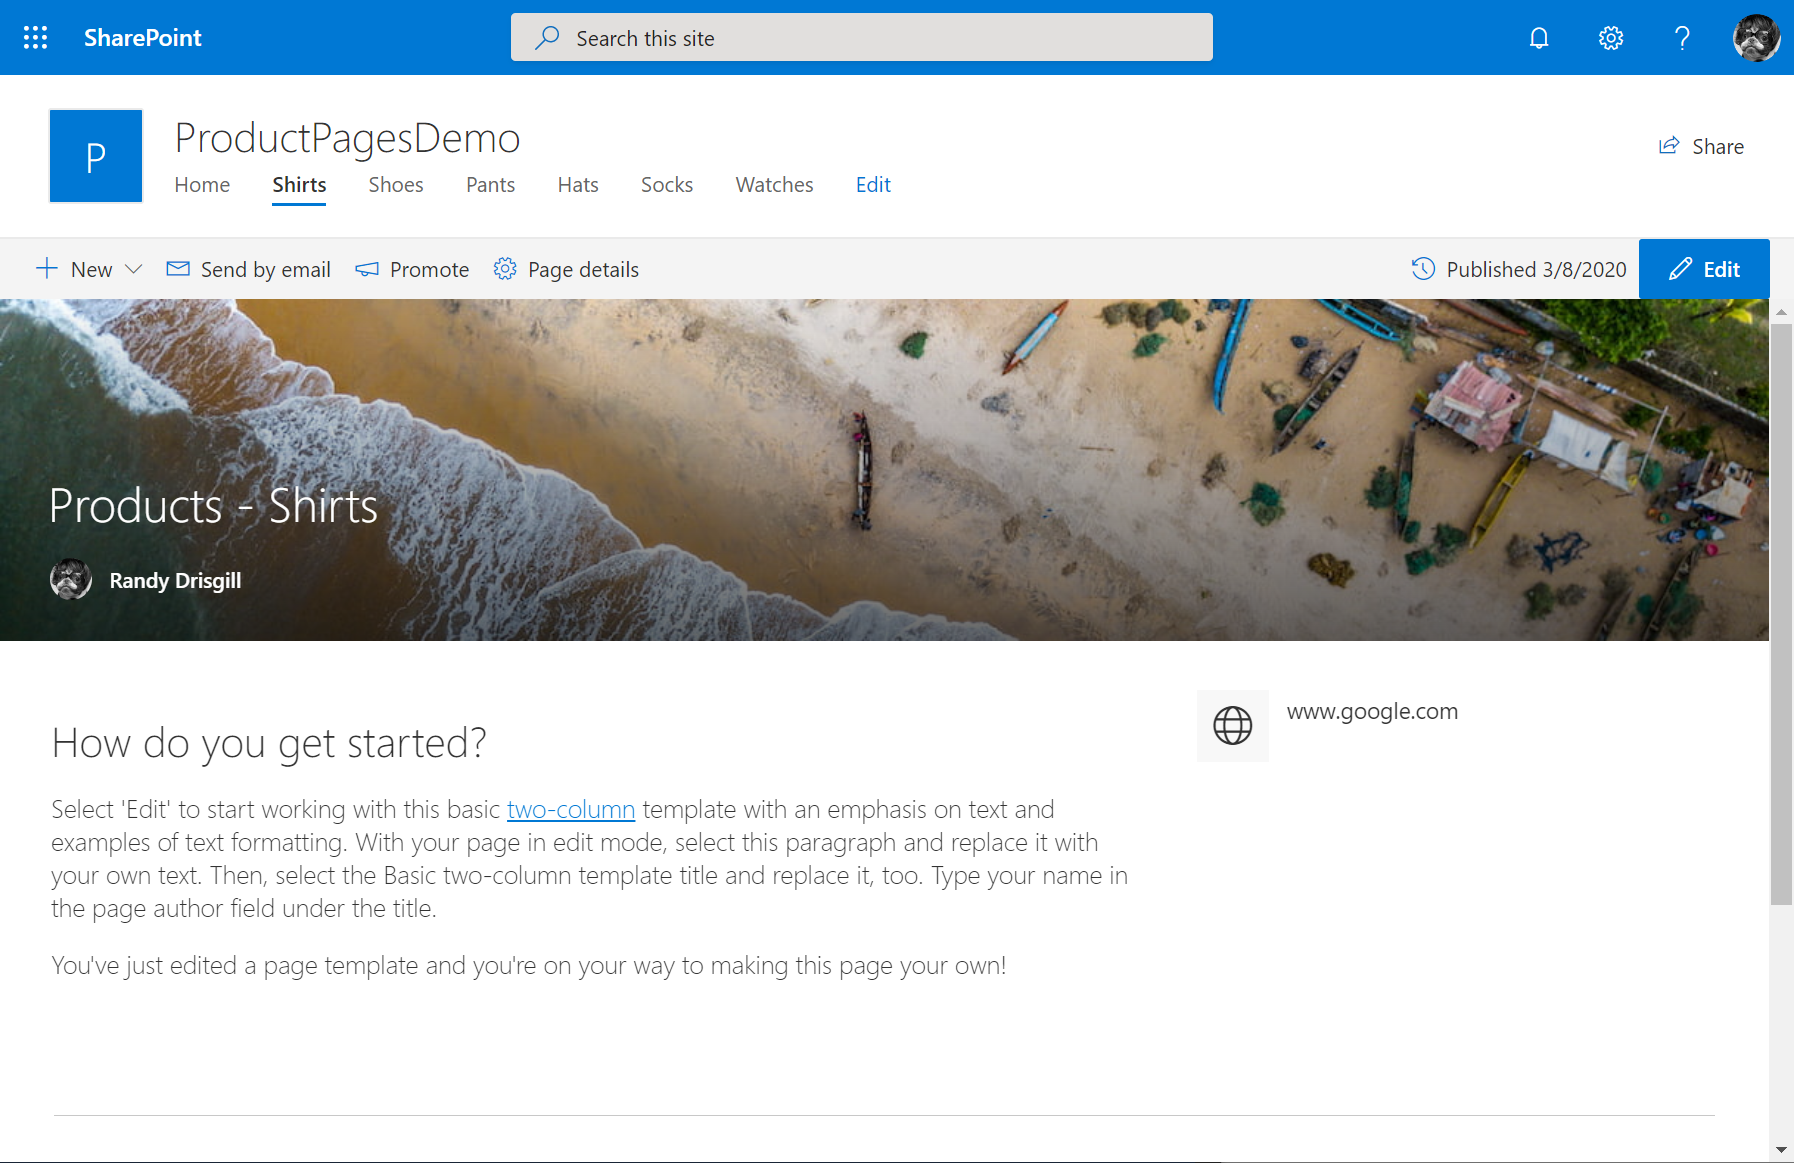 SharePoint
Search this site
P
ProductPagesDemo
Share
Home Shirts Shoes Pants Hats Socks Watches Edit
New Send by email Promote Page details Published 3/8/2020 Edit
Products - Shirts
Randy Drisgill
www.google.com
How do you get started?
Select 'Edit' to start working with this basic two-column template with an emphasis on text and
examples of text formatting. With your page in edit mode, select this paragraph and replace it with
your own text. Then, select the Basic two-column template title and replace it, too. Type your name in
the page author field under the title.
You've just edited a page template and you're on your way to making this page your own!